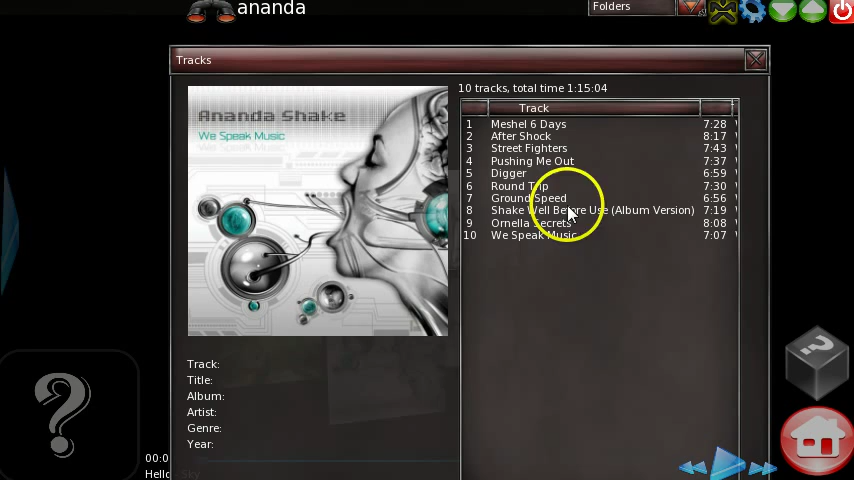 ananda
Folders
Tracks
10 tracks, total time 1:15:04
Track
1 Meshel 6 Days 7:28
2 After Shock 8:17
3 Street Fighters 7:43
4 Pushing Me Out 7:37
5 Digger 6:59
6 Round Trip 7:30
7 Ground Speed 6:56
8 Shake Well Before Use (Album Version) 7:19
9 Ornella Secrets 8:08
10 We Speak Music 7:07
Ananda Shake
We Speak Music
Track:
Title:
Album:
Artist:
Genre:
Year:
00:0
Hello - Sky